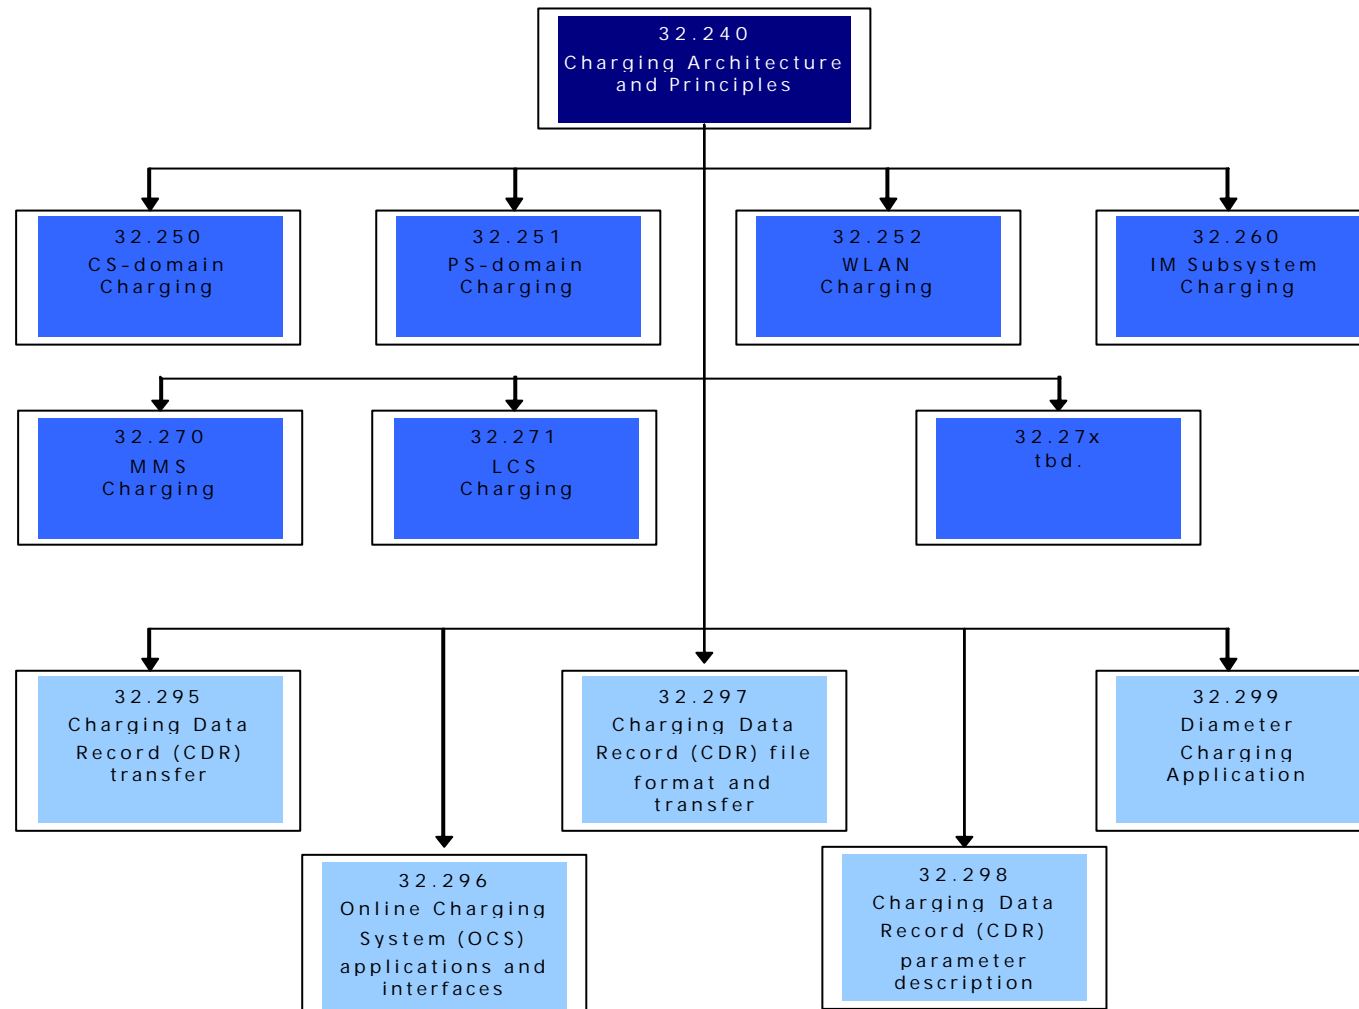 32.240
Charging Architecture
and Principles
32.250
CS-domain
Charging
32.251
PS-domain
Charging
32.252
WLAN
Charging
32.260
IM Subsystem
Charging
32.270
MMS
Charging
32.271
LCS
Charging
32.27x
tbd.
32.295
Charging Data
Record (CDR)
transfer
32.297
Charging Data
Record (CDR) file
format and
transfer
32.299
Diameter
Charging
Application
32.296
Online Charging
System (OCS)
applications and
interfaces
32.298
Charging Data
Record (CDR)
parameter
description